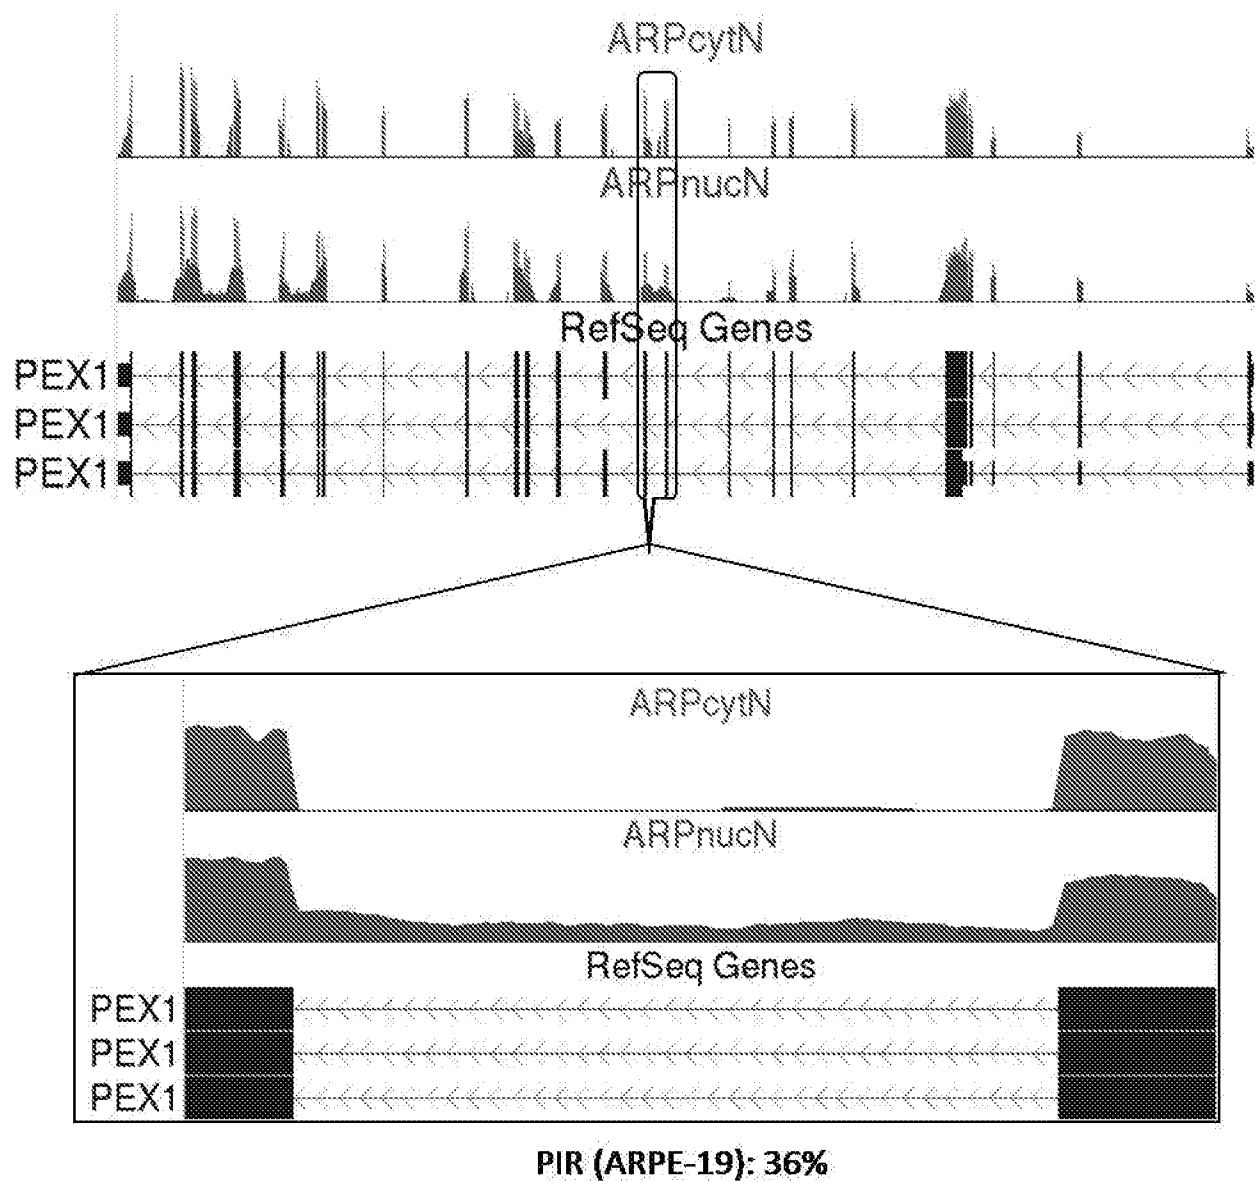 ARPcytN
ARPnucN
RefSeq Genes
PEX1
PEX1
PEX1
ARPcytN
ARPnucN
RefSeq Genes
PEX1
PEX1
PEX1
PIR (ARPE-19): 36%